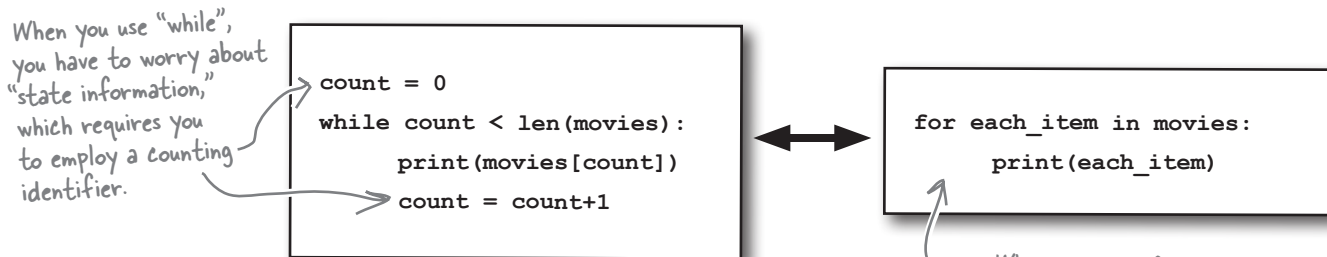 When you use “while”,
you have to worry about
“state information,”
which requires you
to employ a counting
identifier.
count = 0
while count < len(movies):
print(movies[count])
count = count+1
for each_item in movies:
print(each_item)